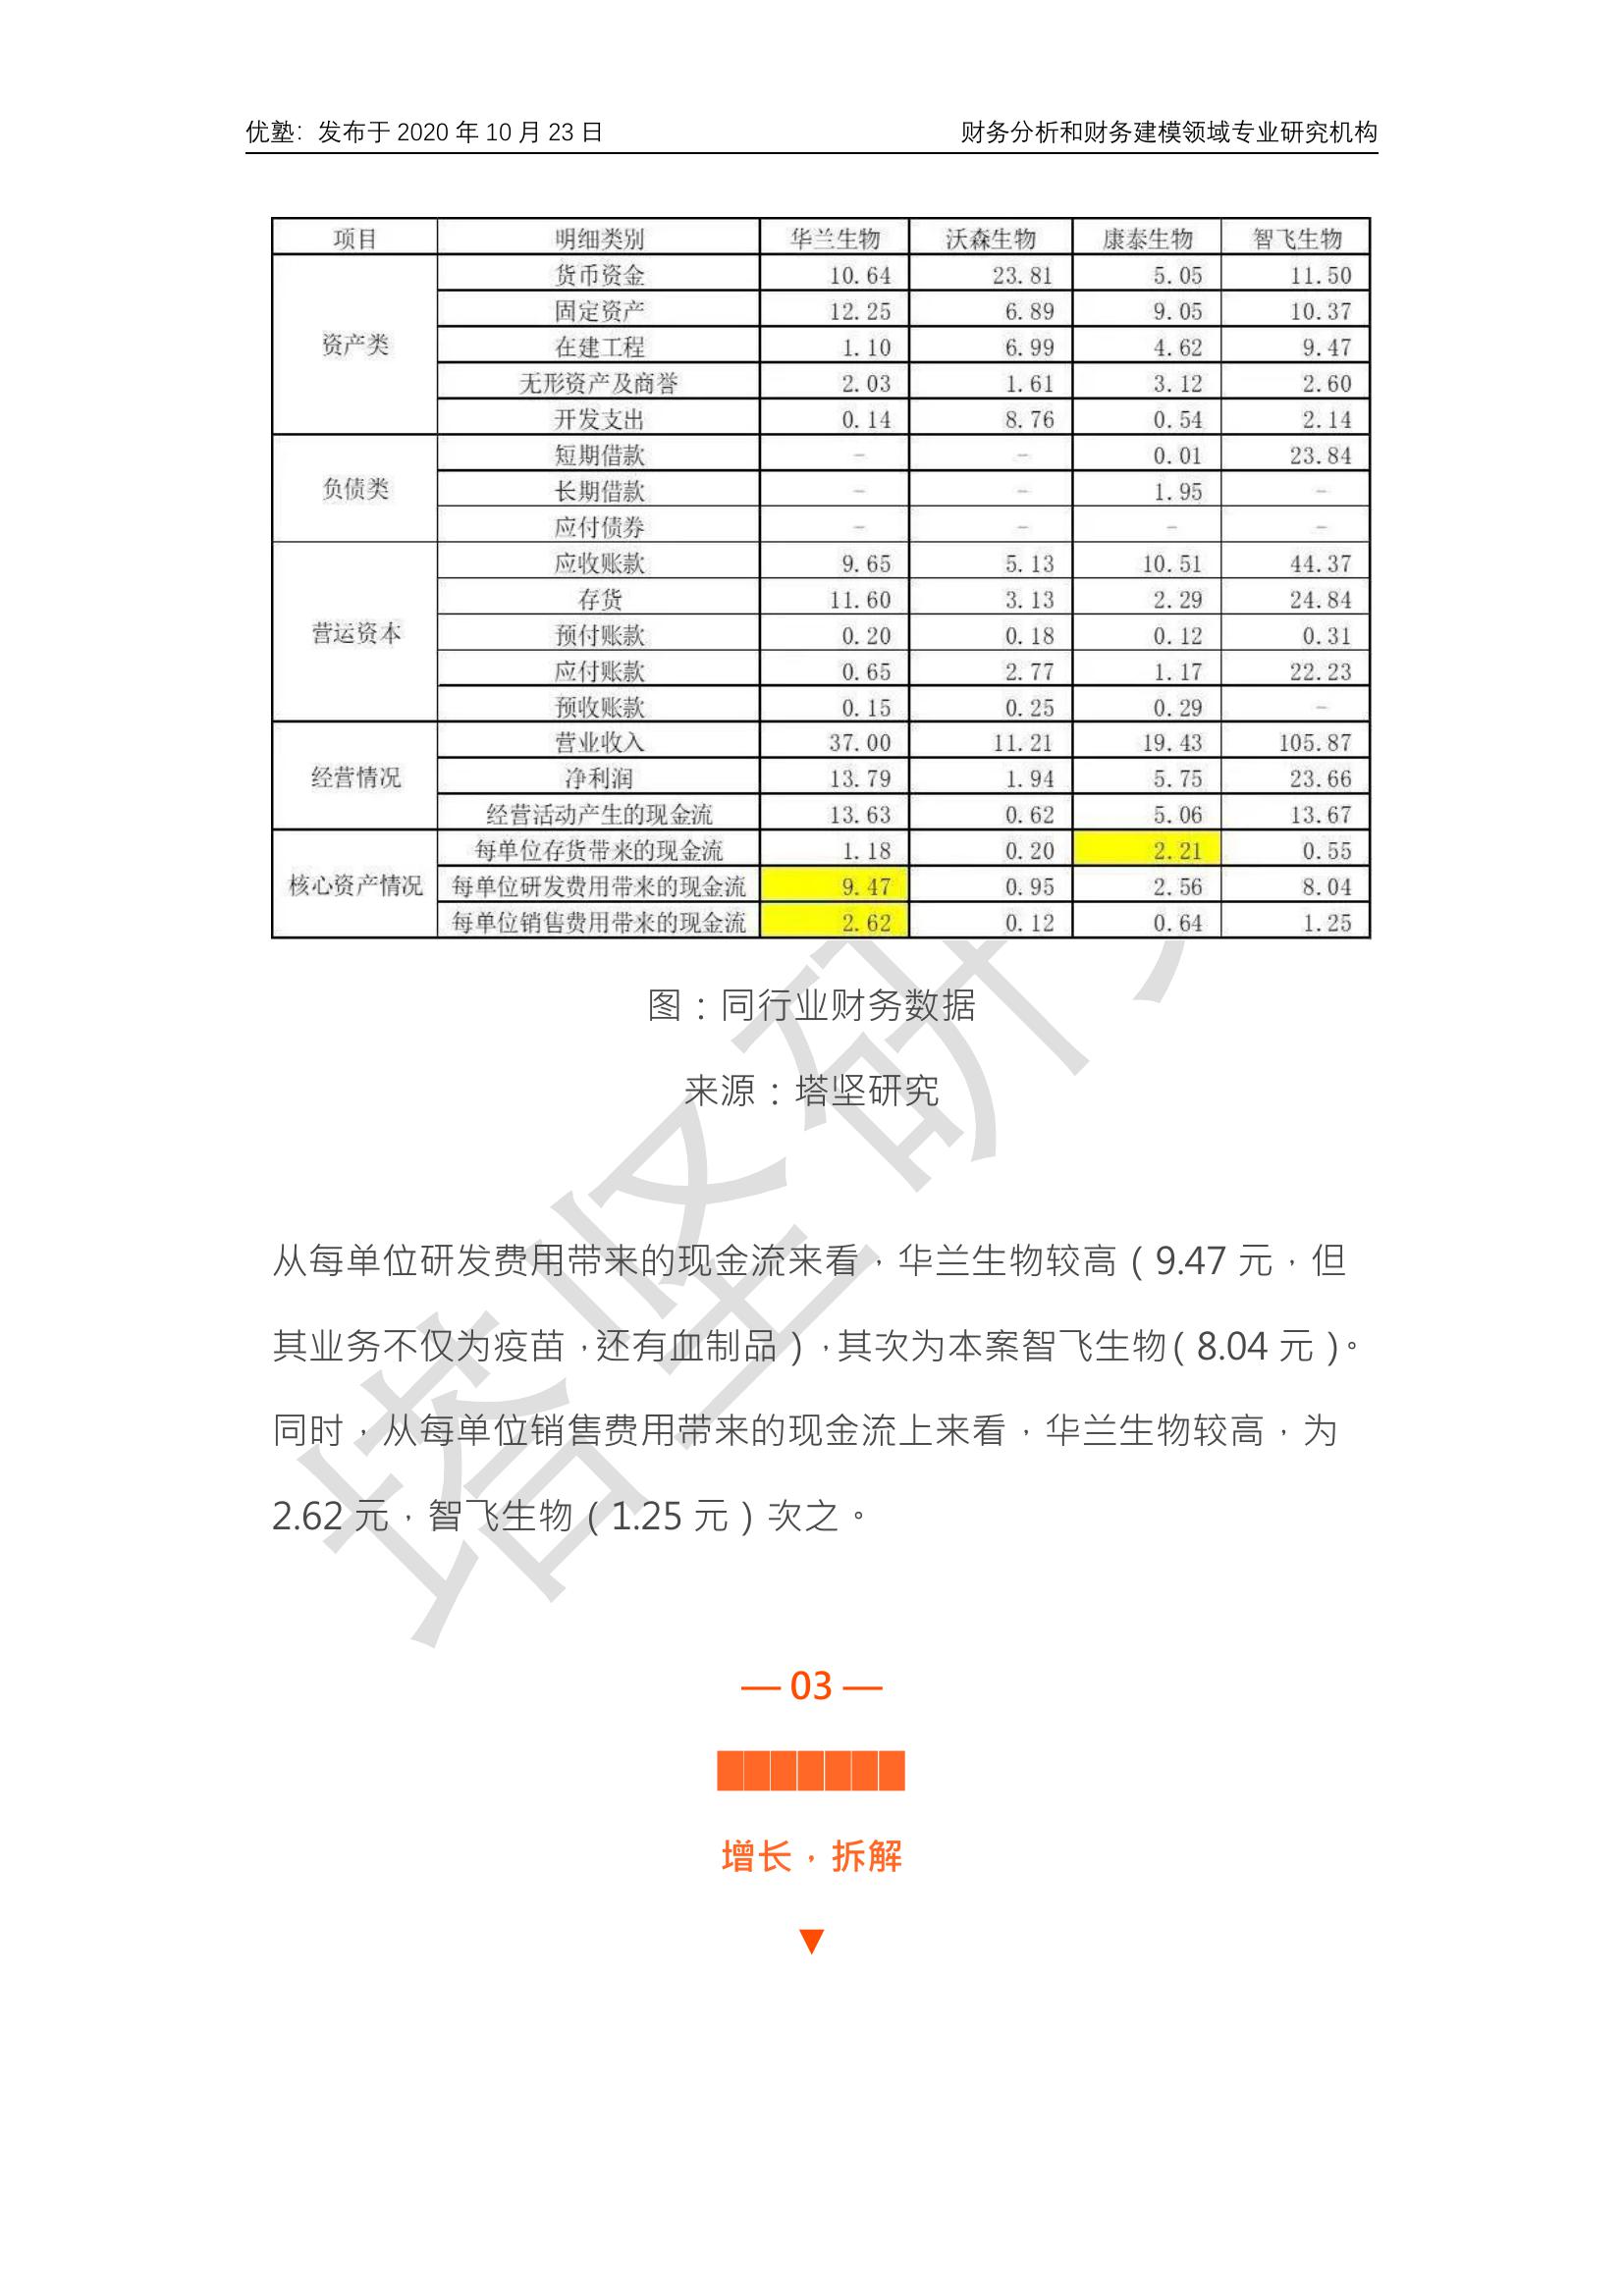 优塾：发布于 2020 年 10 月 23 日 财务分析和财务建模领域专业研究机构
项目 明细类别 华兰生物 沃森生物 康泰生物 智飞生物
资产类
货币资金 10.64 23.81 5.05 11.50
固定资产 12.25 6.89 9.05 10.37
在建工程 1.10 6.99 4.62 9.47
无形资产及商誉 2.03 1.61 3.12 2.60
开发支出 0.14 8.76 0.54 2.14
负债类
短期借款 - - 0.01 23.84
长期借款 - - 1.95 -
应付债券 - - - -
营运资本
应收账款 9.65 5.13 10.51 44.37
存货 11.60 3.13 2.29 24.84
预付账款 0.20 0.18 0.12 0.31
应付账款 0.65 2.77 1.17 22.23
预收账款 0.15 0.25 0.29 -
经营情况
营业收入 37.00 11.21 19.43 105.87
净利润 13.79 1.94 5.75 23.66
经营活动产生的现金流 13.63 0.62 5.06 13.67
核心资产情况
每单位存货带来的现金流 1.18 0.20 2.21 0.55
每单位研发费用带来的现金流 9.47 0.95 2.56 8.04
每单位销售费用带来的现金流 2.62 0.12 0.64 1.25
图：同行业财务数据
来源：塔坚研究
从每单位研发费用带来的现金流来看，华兰生物较高（9.47 元，但
其业务不仅为疫苗，还有血制品），其次为本案智飞生物（8.04 元）。
同时，从每单位销售费用带来的现金流上来看，华兰生物较高，为
2.62 元，智飞生物（1.25 元）次之。
— 03 —
███████
增长，拆解
▼
塔坚研